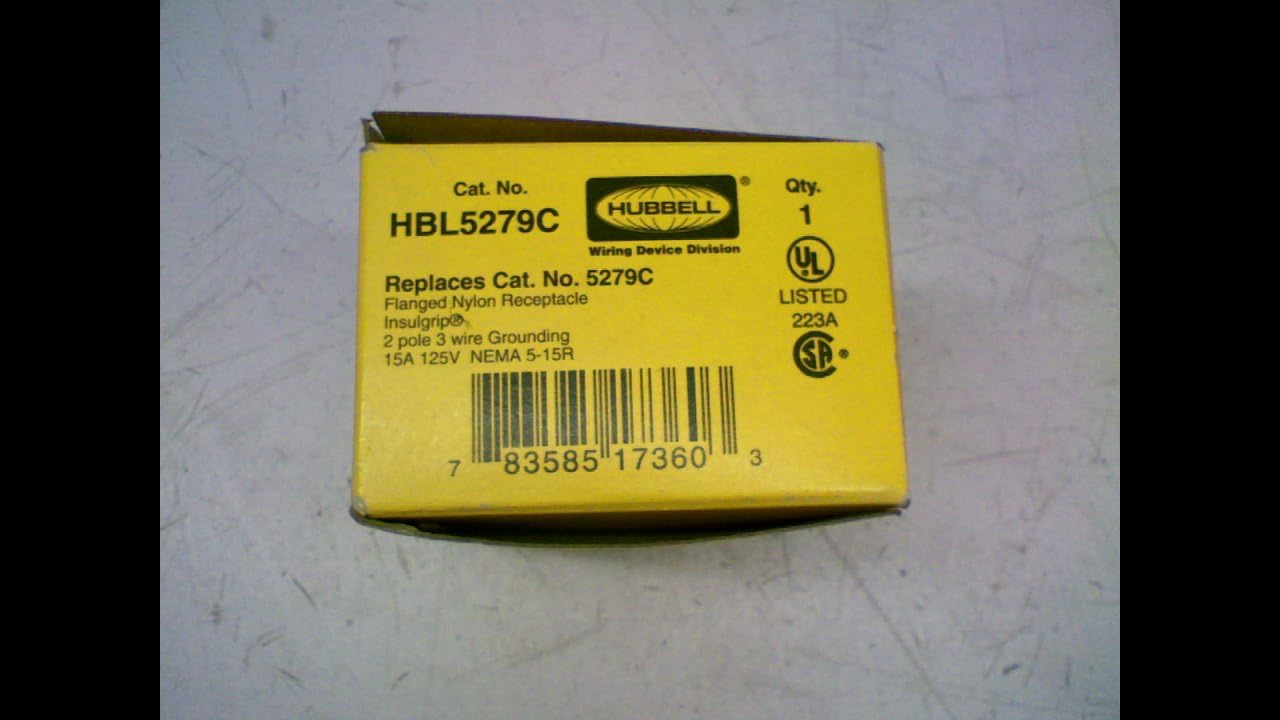 Cat. No.
HBL5279C
HUBBELL®
Wiring Device Division
Qty.
1
UL
LISTED
223A
SA®
Replaces Cat. No. 5279C
Flanged Nylon Receptacle
Insulgrip®
2 pole 3 wire Grounding
15A 125V NEMA 5-15R
7 83585 17360 3